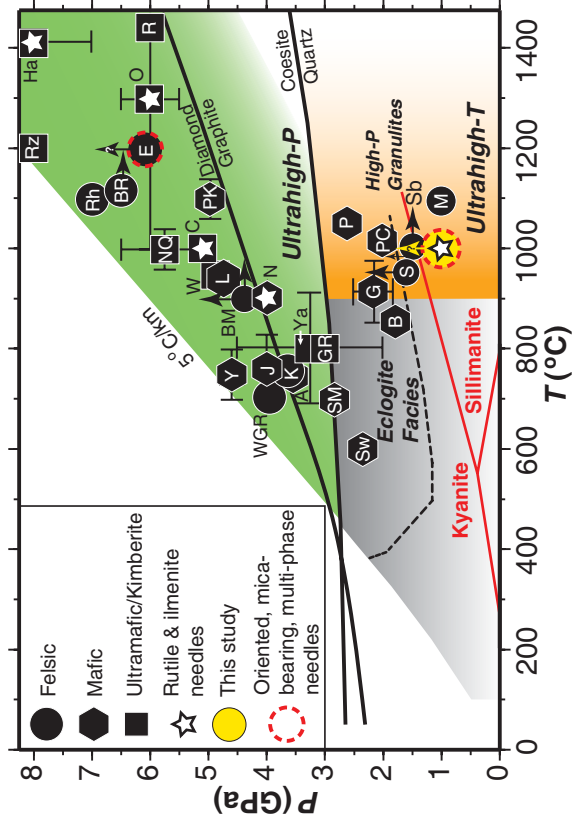 Felsic
Mafic
Ultramafic/Kimberite
Rutile & ilmenite
needles
This study
Oriented, mica-
bearing, multi-phase
needles
P (GPa)
8
7
6
5
4
3
2
1
0
0
200
400
600
800
1000
1200
1400
T (°C)
5°C/km
Ha
Rz
R
O
E
?
Rh
BR
NQ
C
PK
Diamond
Graphite
W
L
BM
N
Y
J
K
A
WGR
Ya
GR
SM
Sw
Coesite
Quartz
Ultrahigh-P
High-P
Granulites
Ultrahigh-T
Eclogite
Facies
P
PC
G
S
B
Sb
?
M
Kyanite
Sillimanite